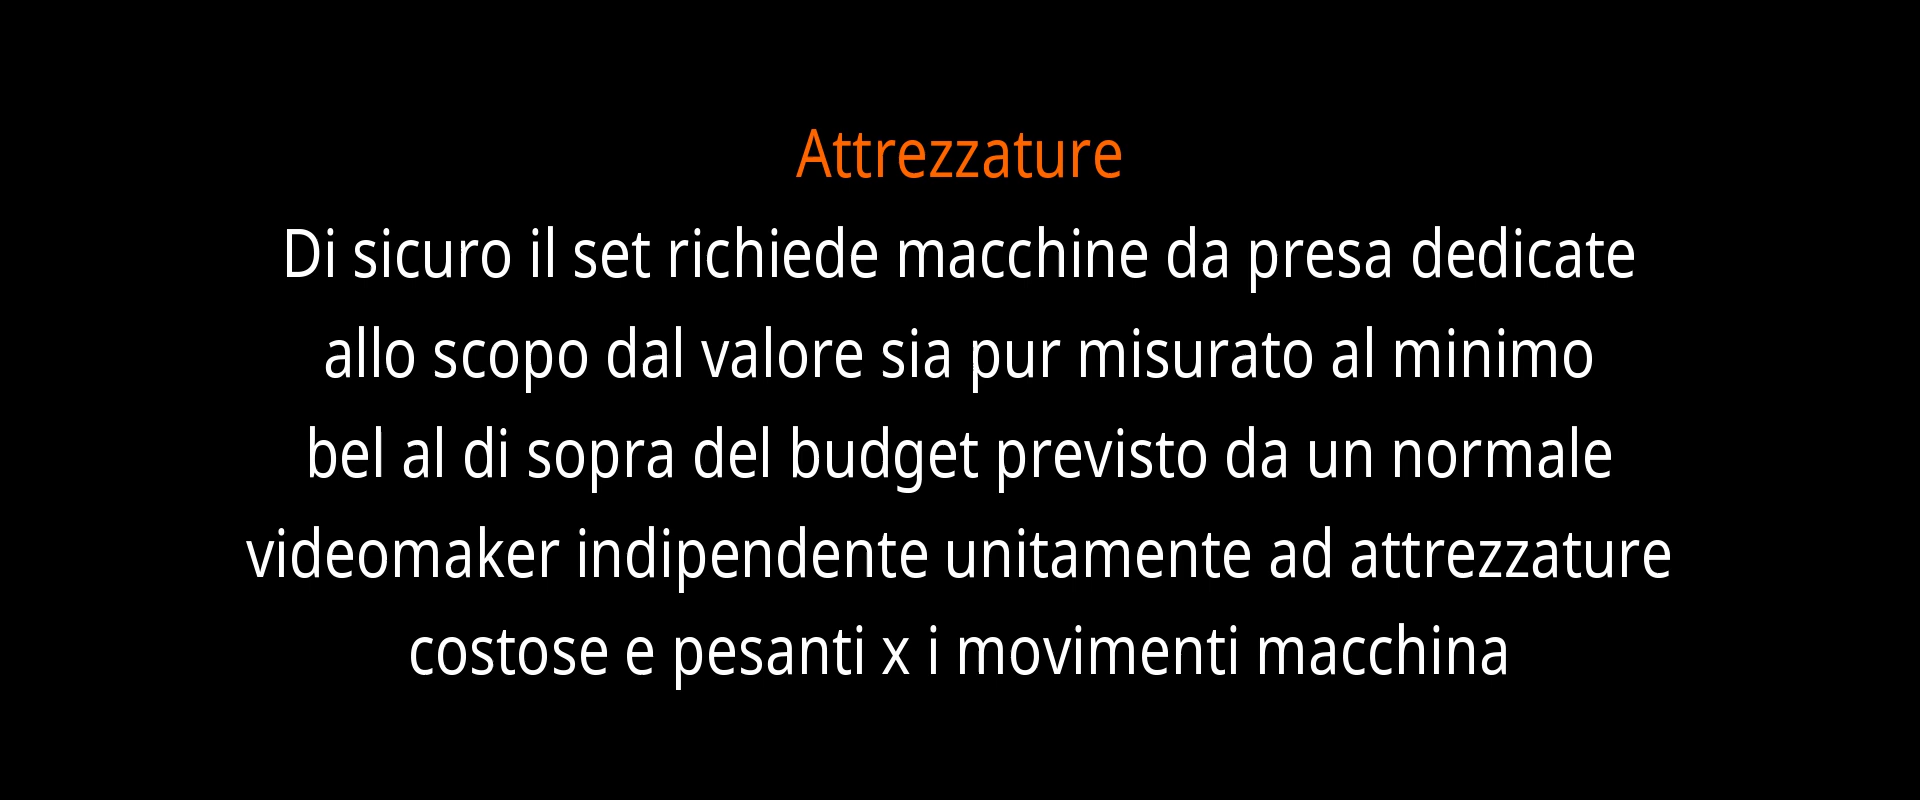 Attrezzature
Di sicuro il set richiede macchine da presa dedicate
allo scopo dal valore sia pur misurato al minimo
bel al di sopra del budget previsto da un normale
videomaker indipendente unitamente ad attrezzature
costose e pesanti x i movimenti macchina